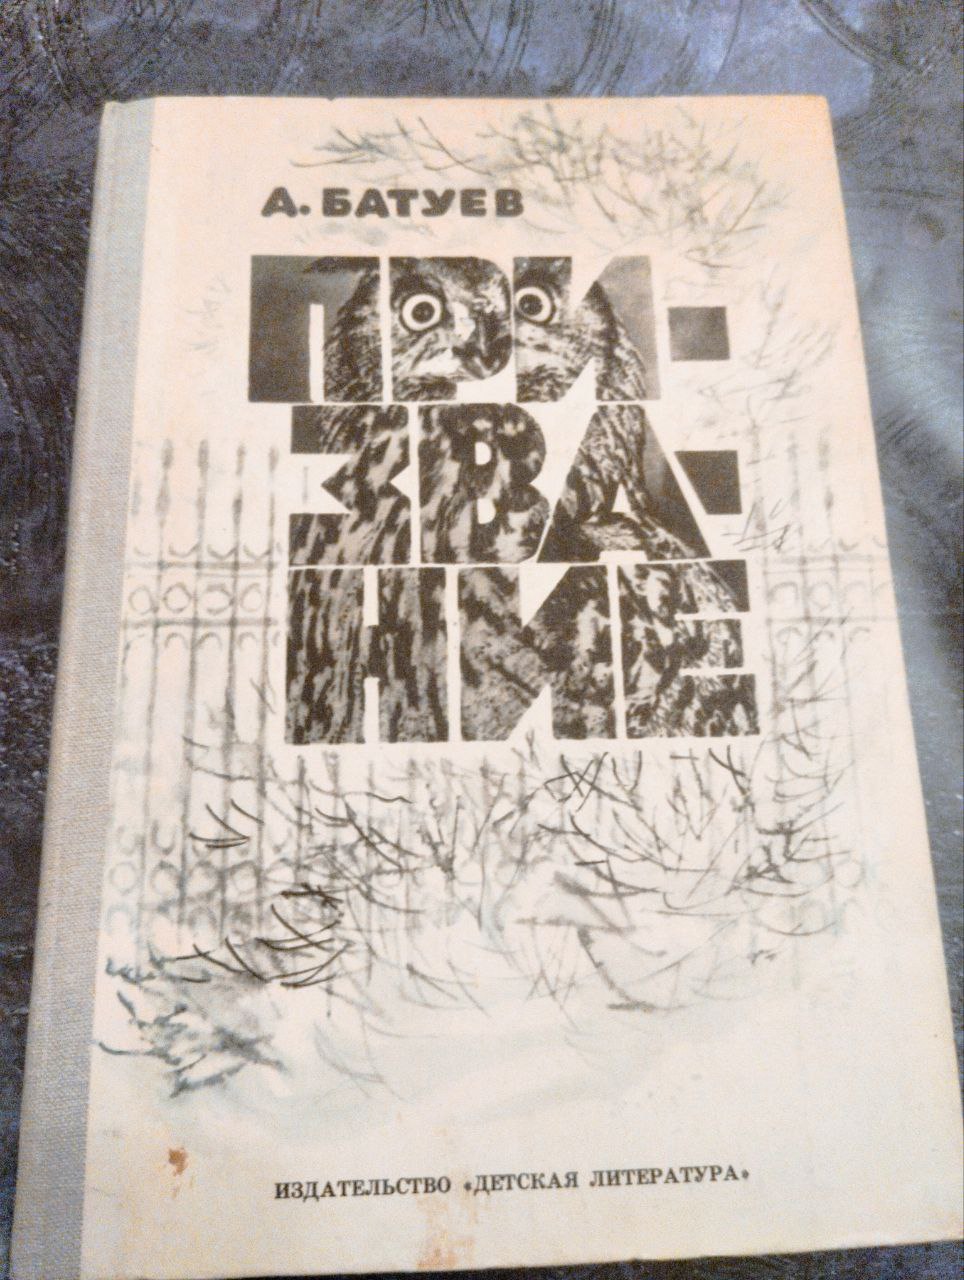 А. БАТУЕВ
ПРИ-
ЗВА-
НИЕ
ИЗДАТЕЛЬСТВО «ДЕТСКАЯ ЛИТЕРАТУРА»